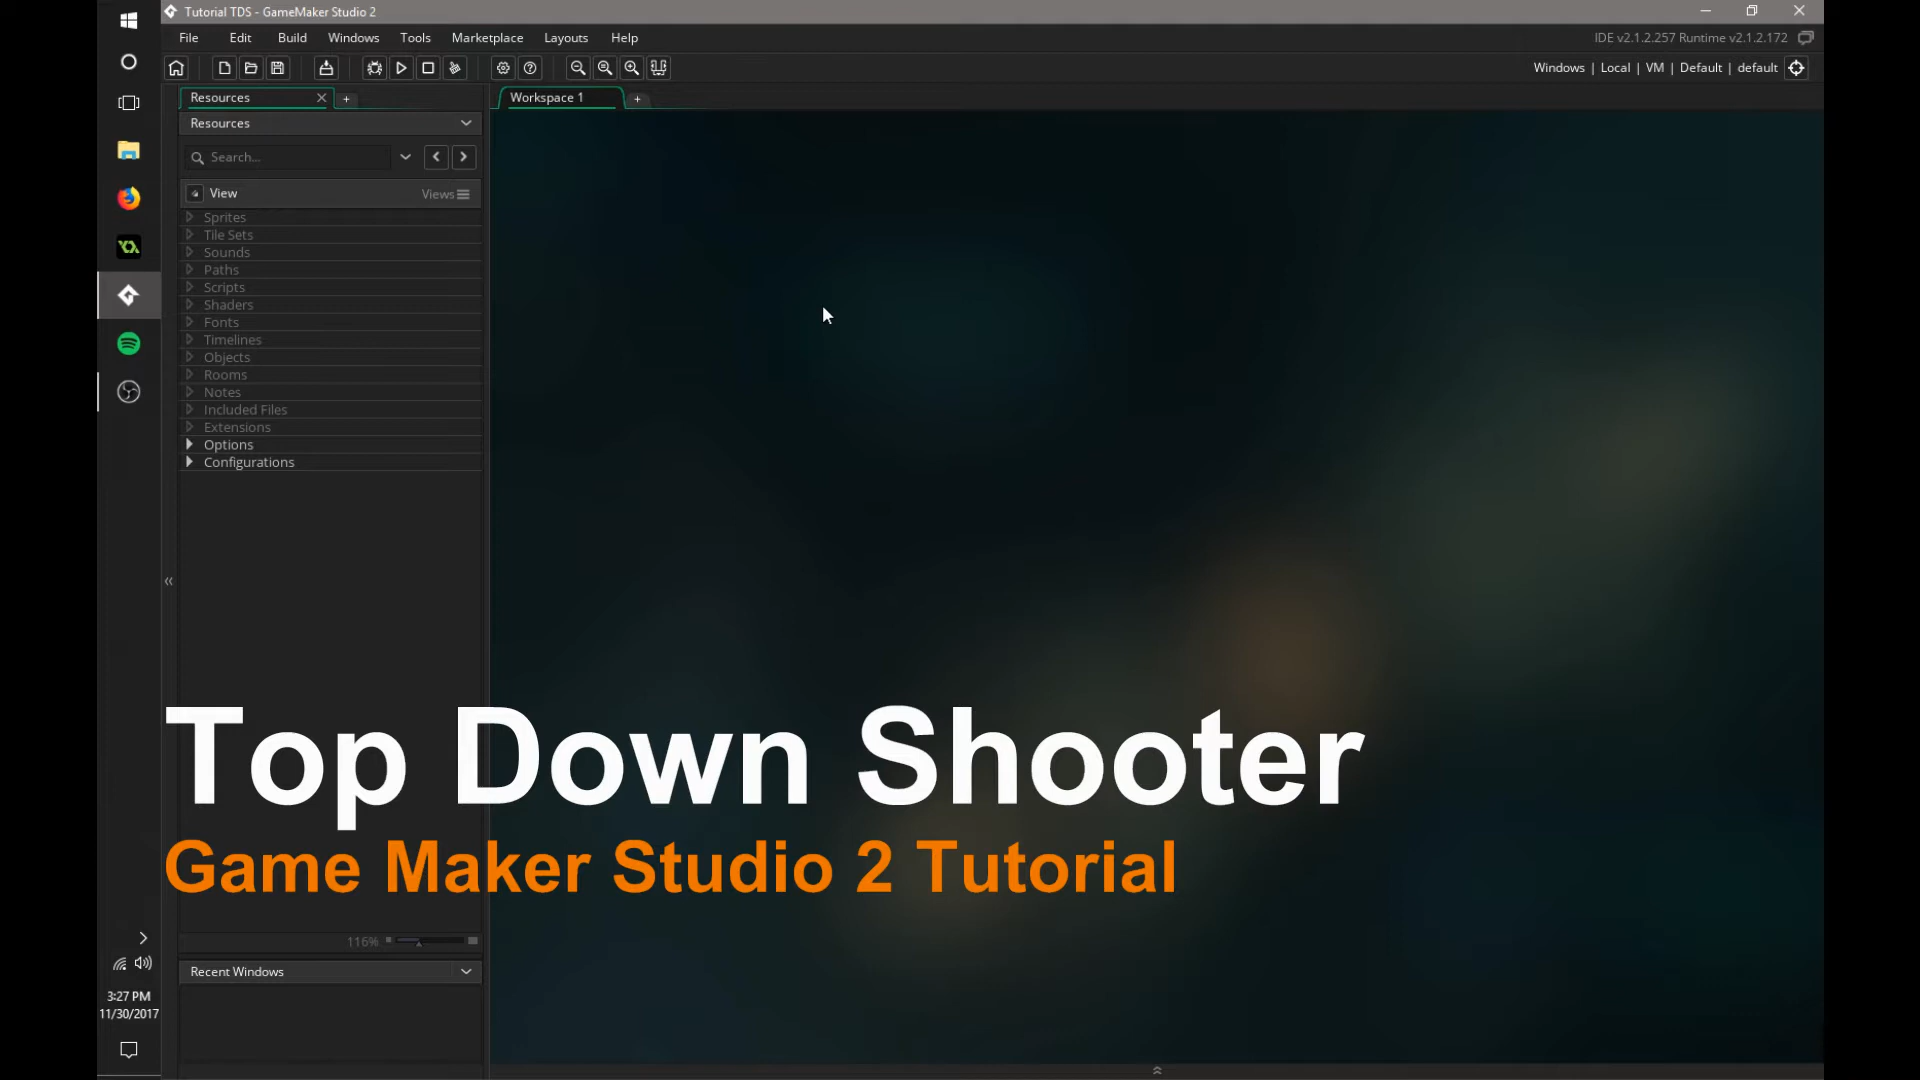 Tutorial TDS - GameMaker Studio 2
File Edit Build Windows Tools Marketplace Layouts Help
IDE v2.1.2.257 Runtime v2.1.2.172
Windows | Local | VM | Default | default
Resources
Workspace 1
Resources
Search...
View
Views
Sprites
Tile Sets
Sounds
Paths
Scripts
Shaders
Fonts
Timelines
Objects
Rooms
Notes
Included Files
Extensions
Options
Configurations
Top Down Shooter
Game Maker Studio 2 Tutorial
116%
Recent Windows
3:27 PM
11/30/2017